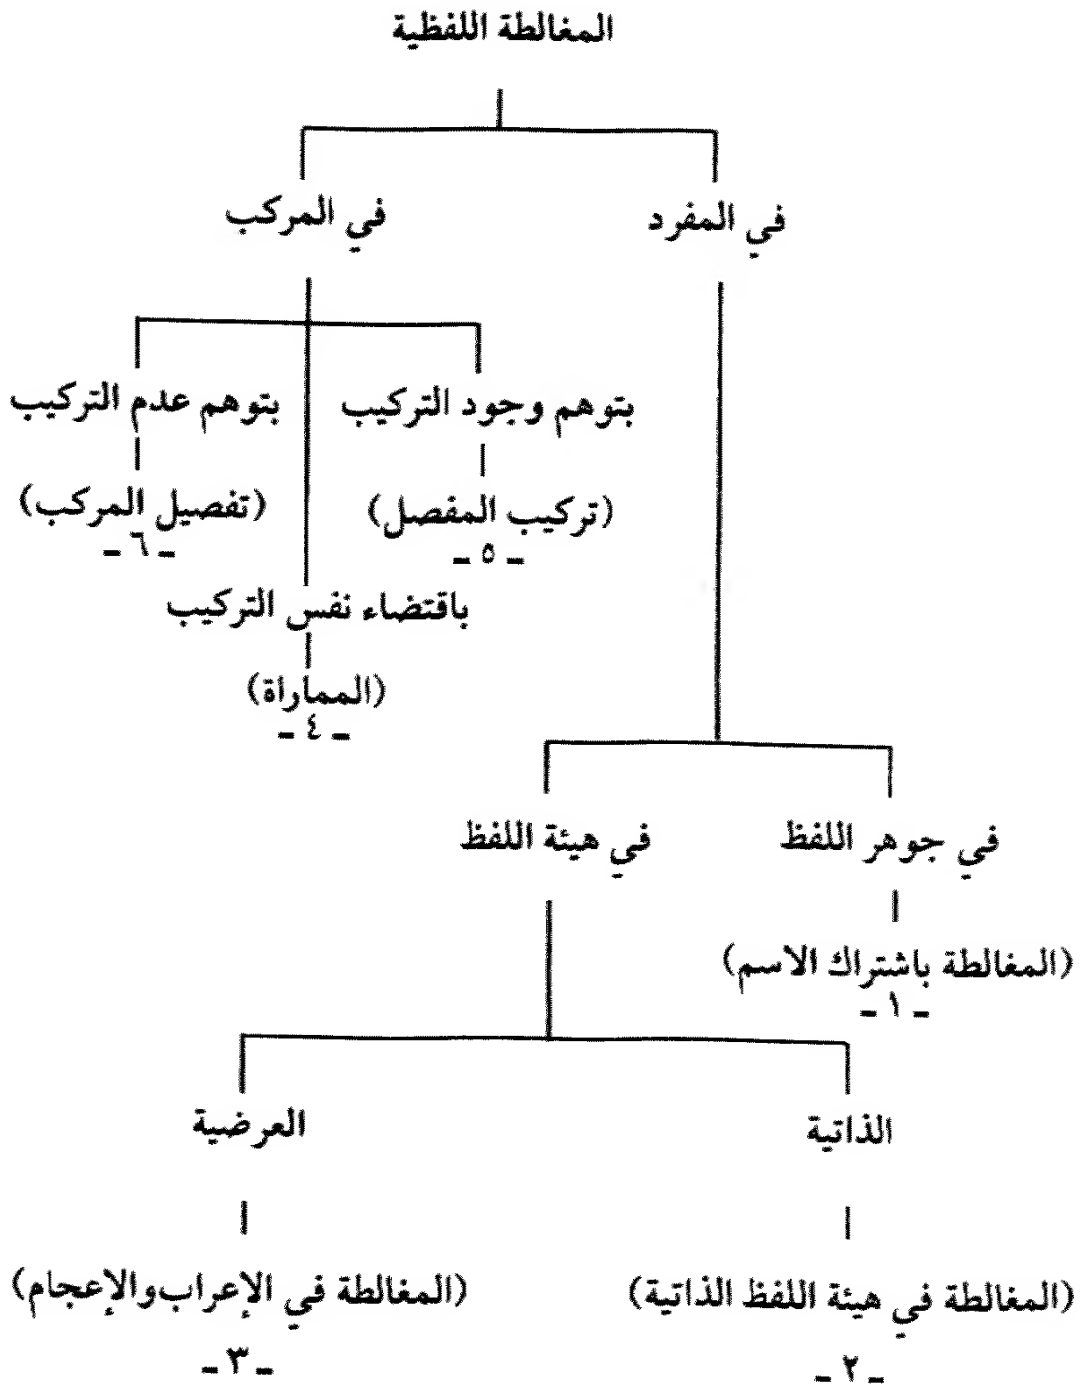 المغالطة اللفظية
في المفرد
في المركب
بتوهم وجود التركيب
بتوهم عدم التركيب
(تركيب المفصل)
(تفصيل المركب)
- ٥ -
- ٦ -
باقتضاء نفس التركيب
(المماراة)
- ٤ -
في جوهر اللفظ
في هيئة اللفظ
(المغالطة باشتراك الاسم)
- ١ -
الذاتية
العرضية
(المغالطة في هيئة اللفظ الذاتية)
(المغالطة في الإعراب والإعجام)
- ٢ -
- ٣ -